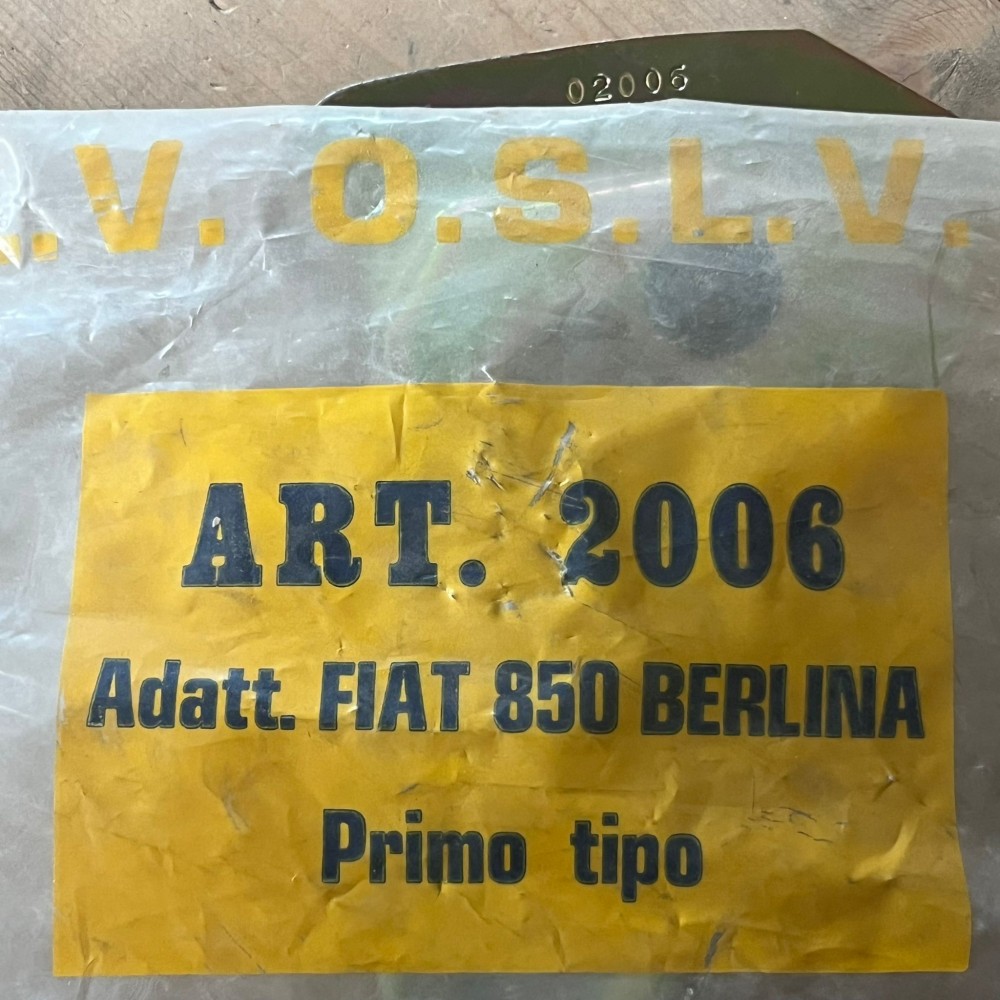 02006
.V. O.S.L.V.
ART. 2006
Adatt. FIAT 850 BERLINA
Primo tipo